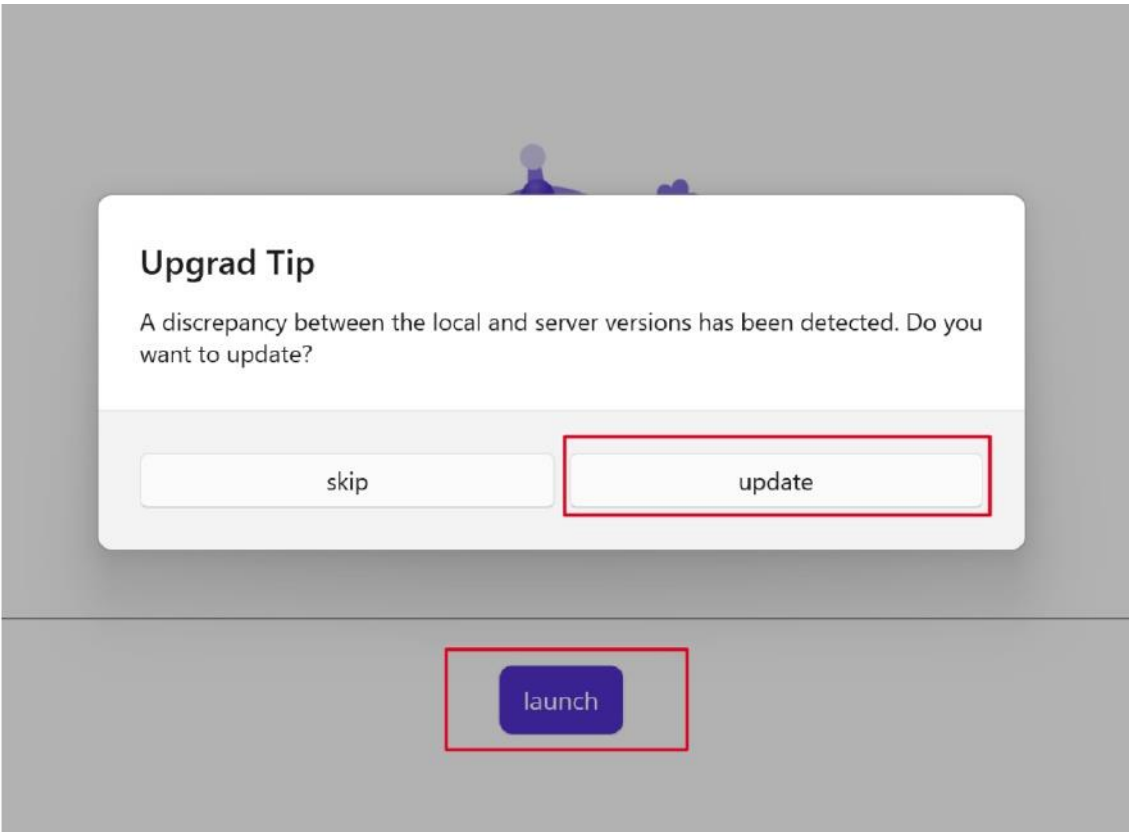 Upgrad Tip
A discrepancy between the local and server versions has been detected. Do you
want to update?
skip
update
launch